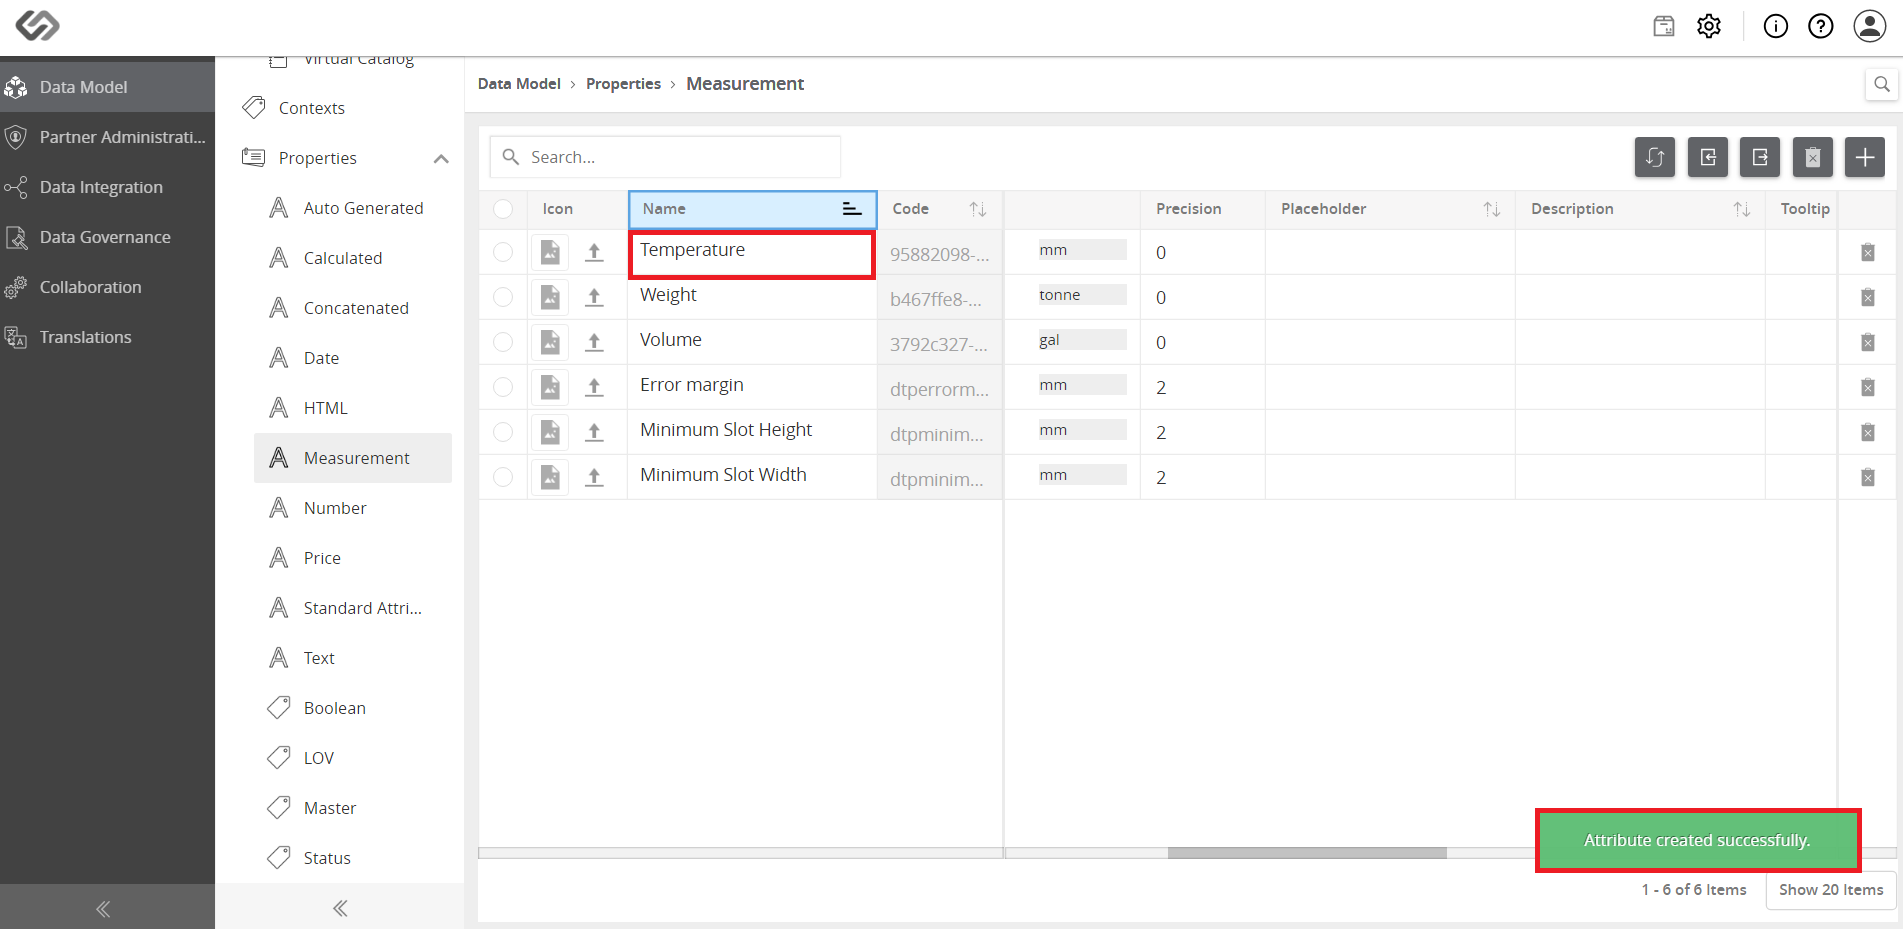 Data Model
Partner Administrati...
Data Integration
Data Governance
Collaboration
Translations
Virtual Catalog
Contexts
Properties
Auto Generated
Calculated
Concatenated
Date
HTML
Measurement
Number
Price
Standard Attri...
Text
Boolean
LOV
Master
Status
Data Model > Properties > Measurement
Search...
Icon Name Code Precision Placeholder Description Tooltip
Temperature 95882098-... mm 0
Weight b467ffe8-... tonne 0
Volume 3792c327-... gal 0
Error margin dtperrorm... mm 2
Minimum Slot Height dtpminim... mm 2
Minimum Slot Width dtpminim... mm 2
Attribute created successfully.
1 - 6 of 6 Items Show 20 Items